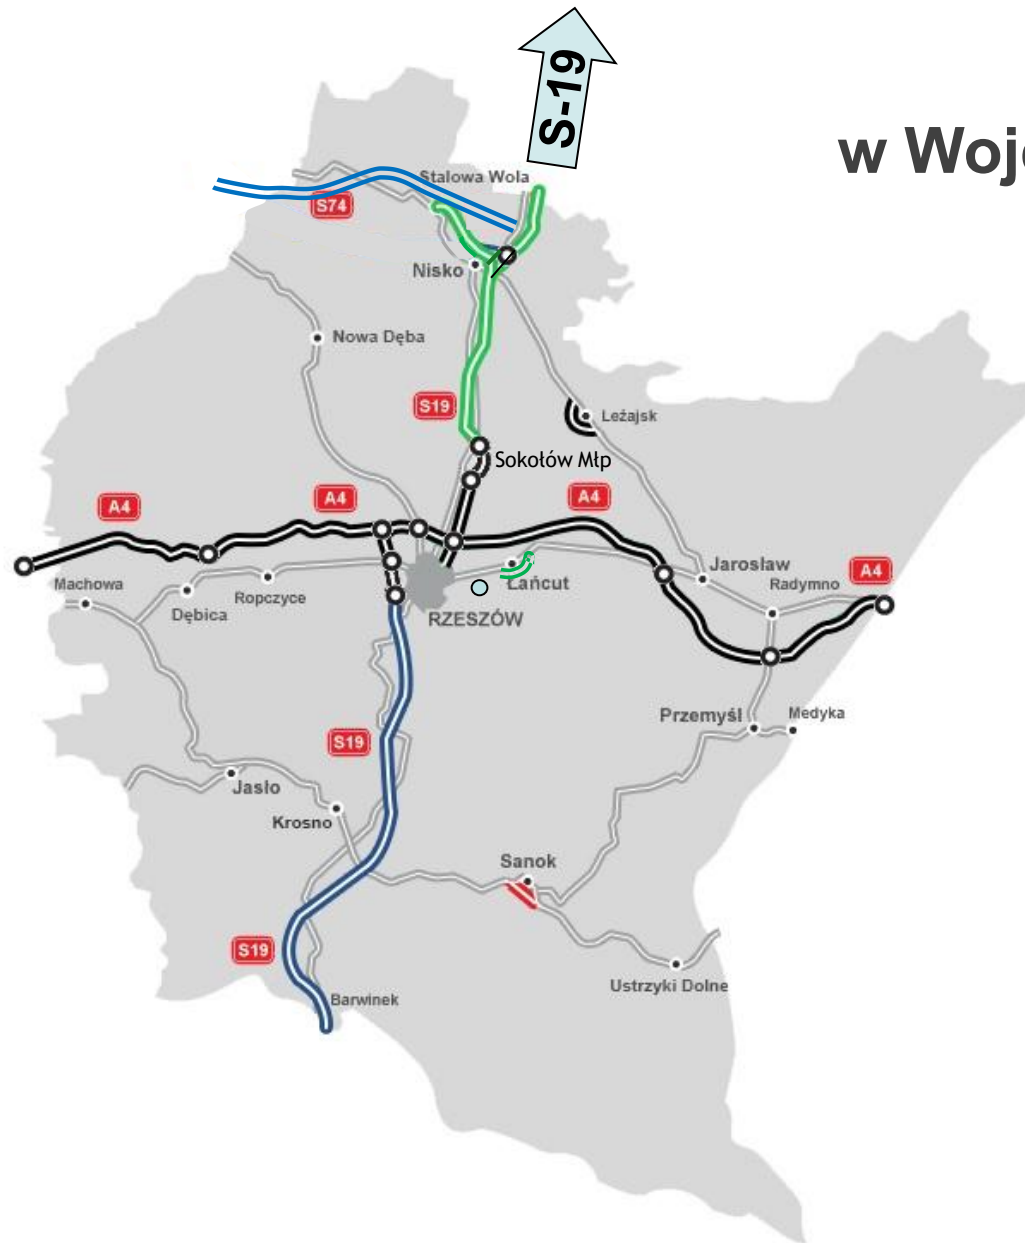 S-19
w Woje
Stalowa Wola
S74
Nisko
Nowa Dęba
S19
Leżajsk
Sokołów Młp
A4
A4
A4
Machowa
Dębica
Ropczyce
Łańcut
RZESZÓW
Jarosław
Radymno
A4
Przemyśl
Medyka
S19
Jasło
Krosno
Sanok
S19
Barwinek
Ustrzyki Dolne